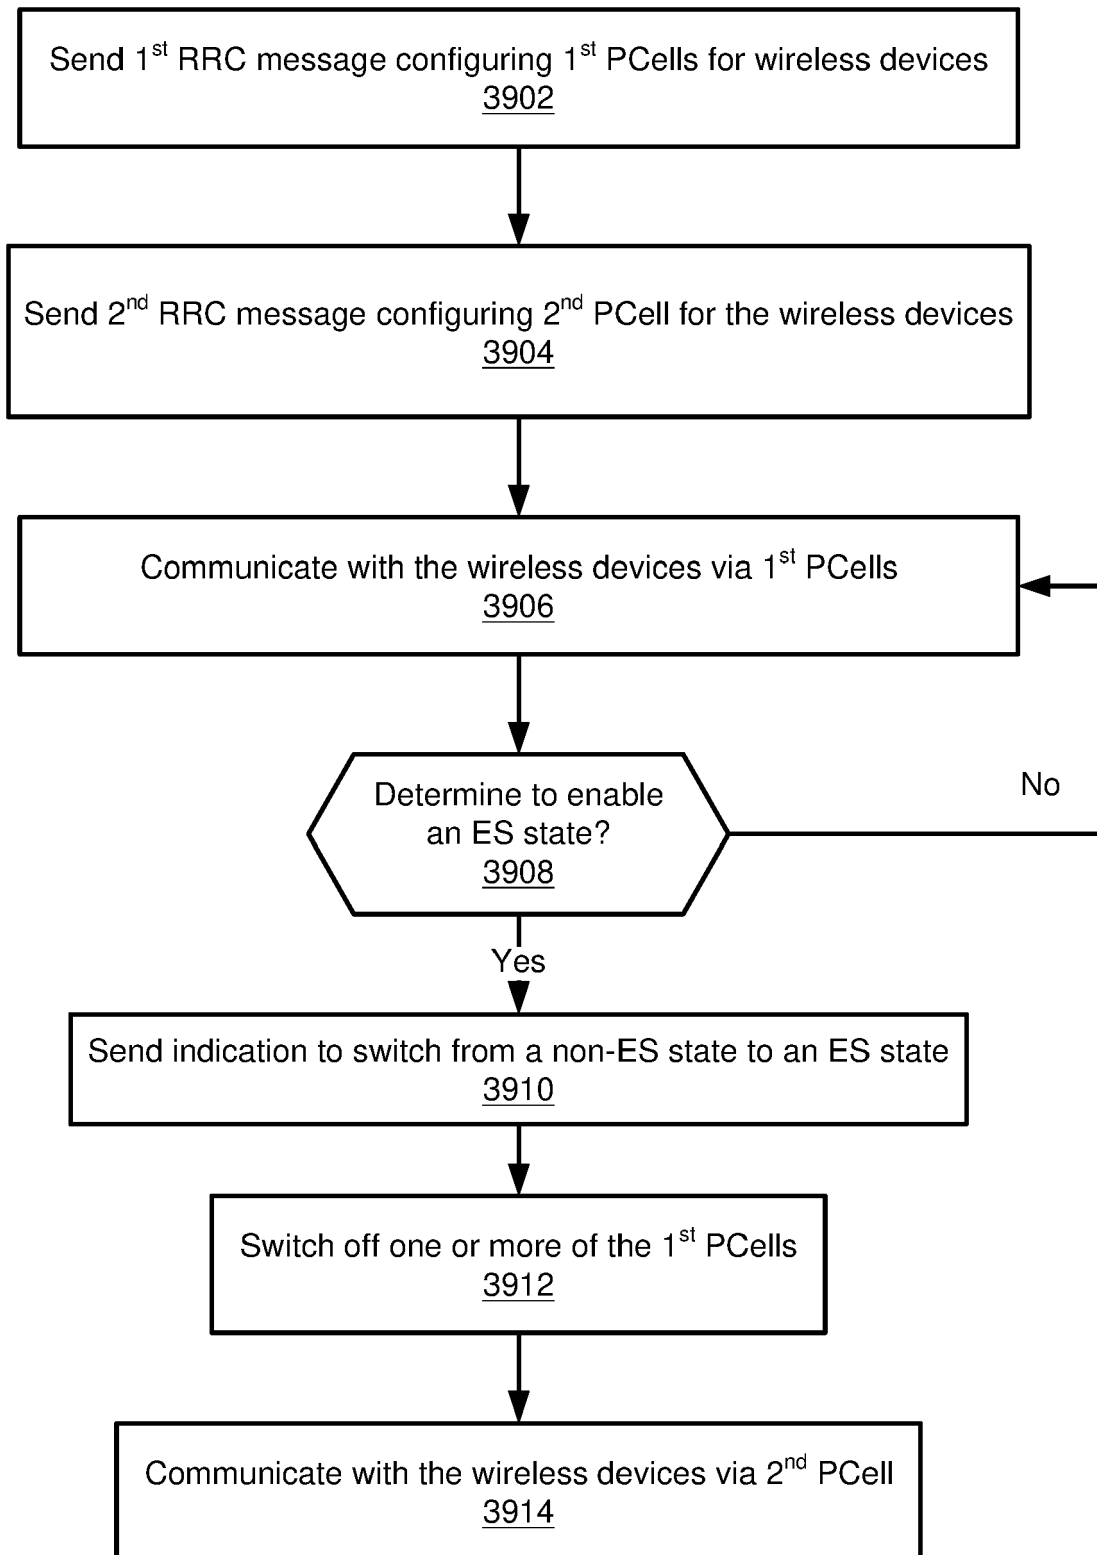 Send 1st RRC message configuring 1st PCells for wireless devices
3902
Send 2nd RRC message configuring 2nd PCell for the wireless devices
3904
Communicate with the wireless devices via 1st PCells
3906
Determine to enable
an ES state?
3908
No
Yes
Send indication to switch from a non-ES state to an ES state
3910
Switch off one or more of the 1st PCells
3912
Communicate with the wireless devices via 2nd PCell
3914